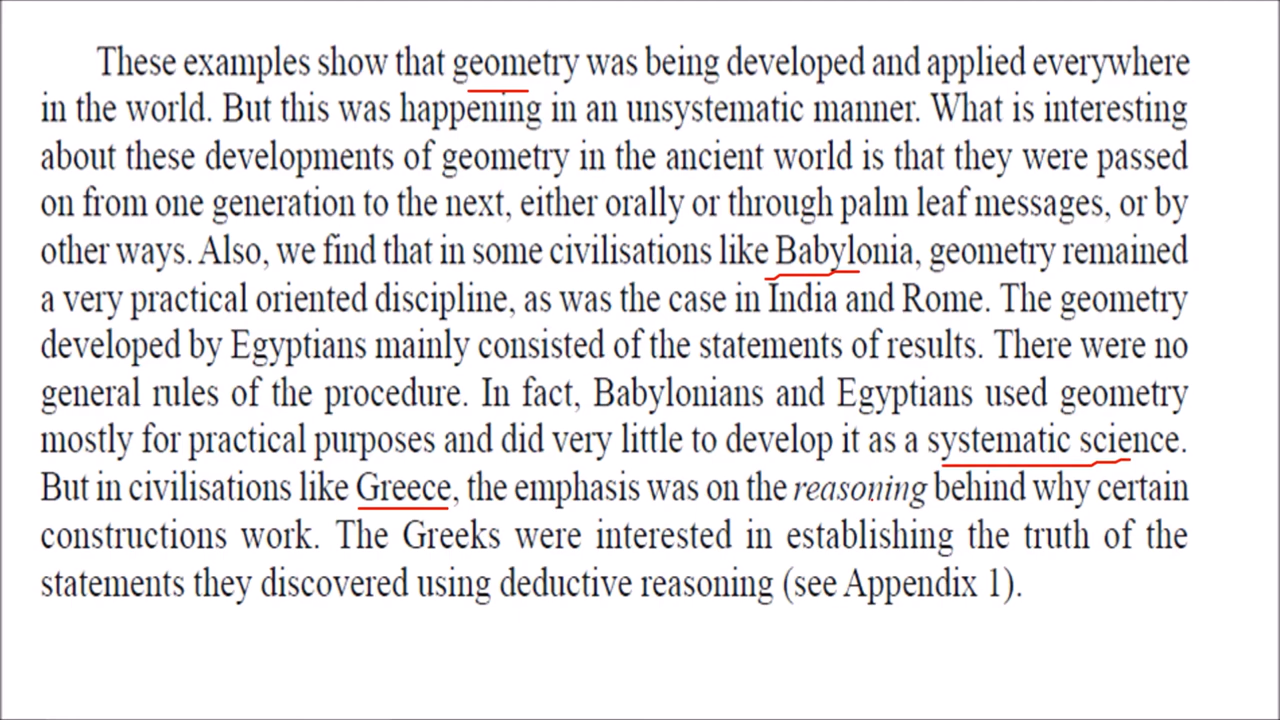 These examples show that geometry was being developed and applied everywhere
in the world. But this was happening in an unsystematic manner. What is interesting
about these developments of geometry in the ancient world is that they were passed
on from one generation to the next, either orally or through palm leaf messages, or by
other ways. Also, we find that in some civilisations like Babylonia, geometry remained
a very practical oriented discipline, as was the case in India and Rome. The geometry
developed by Egyptians mainly consisted of the statements of results. There were no
general rules of the procedure. In fact, Babylonians and Egyptians used geometry
mostly for practical purposes and did very little to develop it as a systematic science.
But in civilisations like Greece, the emphasis was on the reasoning behind why certain
constructions work. The Greeks were interested in establishing the truth of the
statements they discovered using deductive reasoning (see Appendix 1).